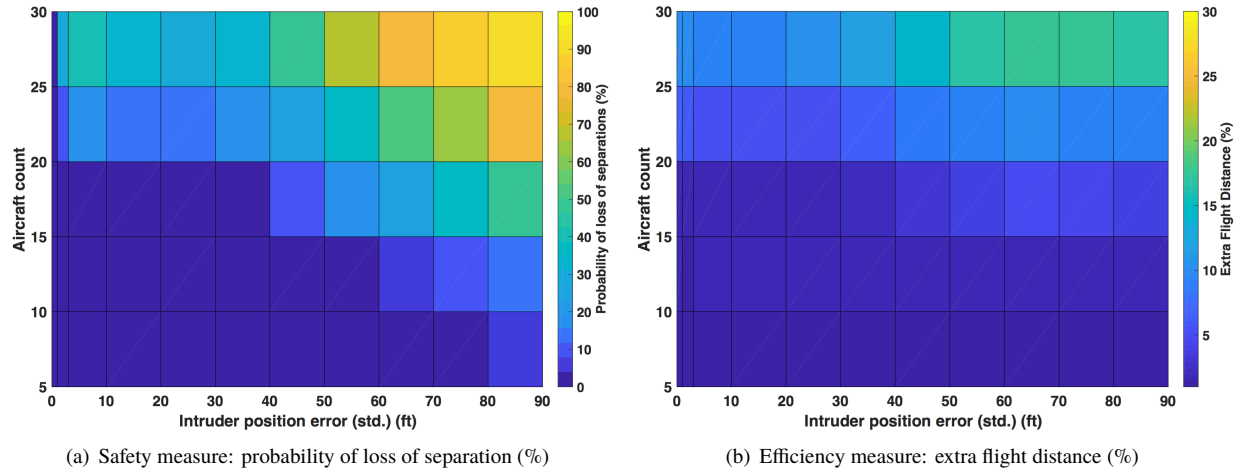 30
25
20
15
10
5
Aircraft count
0 10 20 30 40 50 60 70 80 90
Intruder position error (std.) (ft)
100
90
80
70
60
50
40
30
20
10
0
Probability of loss of separations (%)
(a) Safety measure: probability of loss of separation (%)
30
25
20
15
10
5
Aircraft count
0 10 20 30 40 50 60 70 80 90
Intruder position error (std.) (ft)
30
25
20
15
10
5
Extra Flight Distance (%)
(b) Efficiency measure: extra flight distance (%)